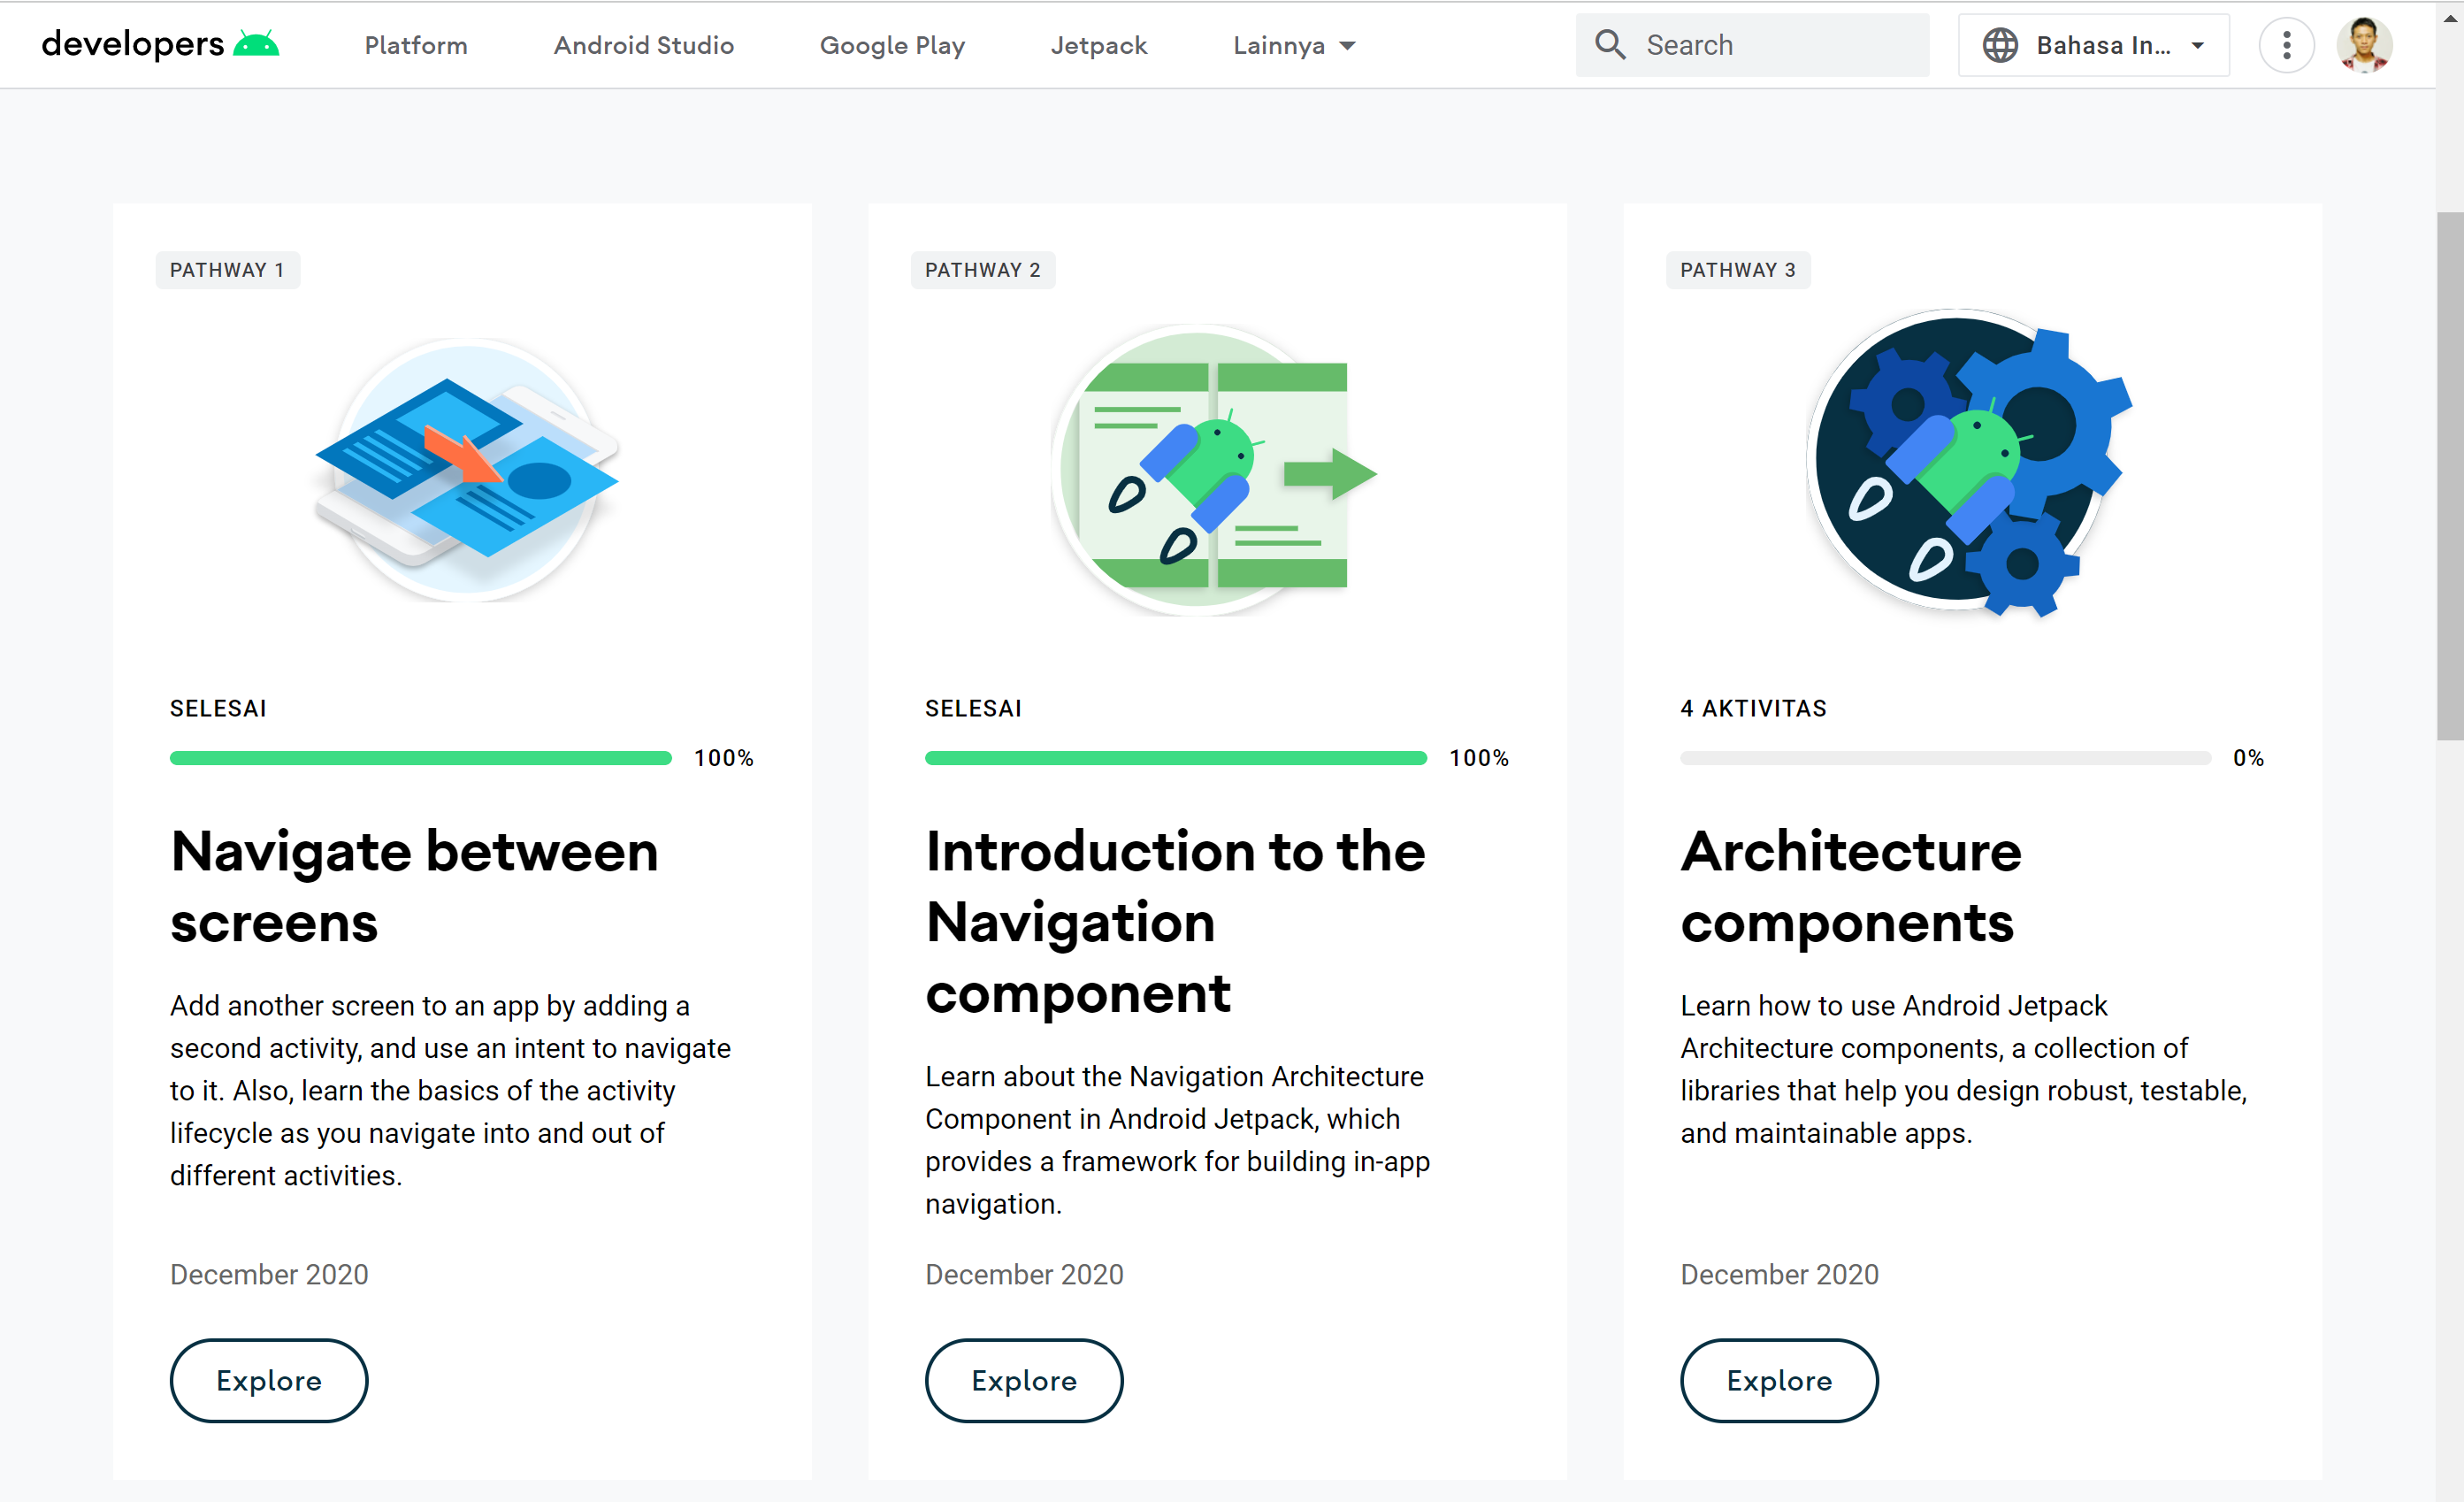 developers
Platform
Android Studio
Google Play
Jetpack
Lainnya
Search
Bahasa In...
PATHWAY 1
SELESAI
100%
Navigate between
screens
Add another screen to an app by adding a
second activity, and use an intent to navigate
to it. Also, learn the basics of the activity
lifecycle as you navigate into and out of
different activities.
December 2020
Explore
PATHWAY 2
SELESAI
100%
Introduction to the
Navigation
component
Learn about the Navigation Architecture
Component in Android Jetpack, which
provides a framework for building in-app
navigation.
December 2020
Explore
PATHWAY 3
4 AKTIVITAS
0%
Architecture
components
Learn how to use Android Jetpack
Architecture components, a collection of
libraries that help you design robust, testable,
and maintainable apps.
December 2020
Explore